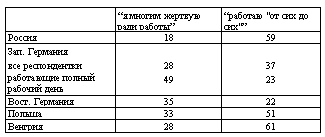 “я многим жертвую ради работы” “работаю "от сих до сих"”
Россия 18 59
Зап. Германия
все респондентки 28 37
работающие полный рабочий день 49 23
Вост. Германия 35 22
Польша 33 51
Венгрия 28 61